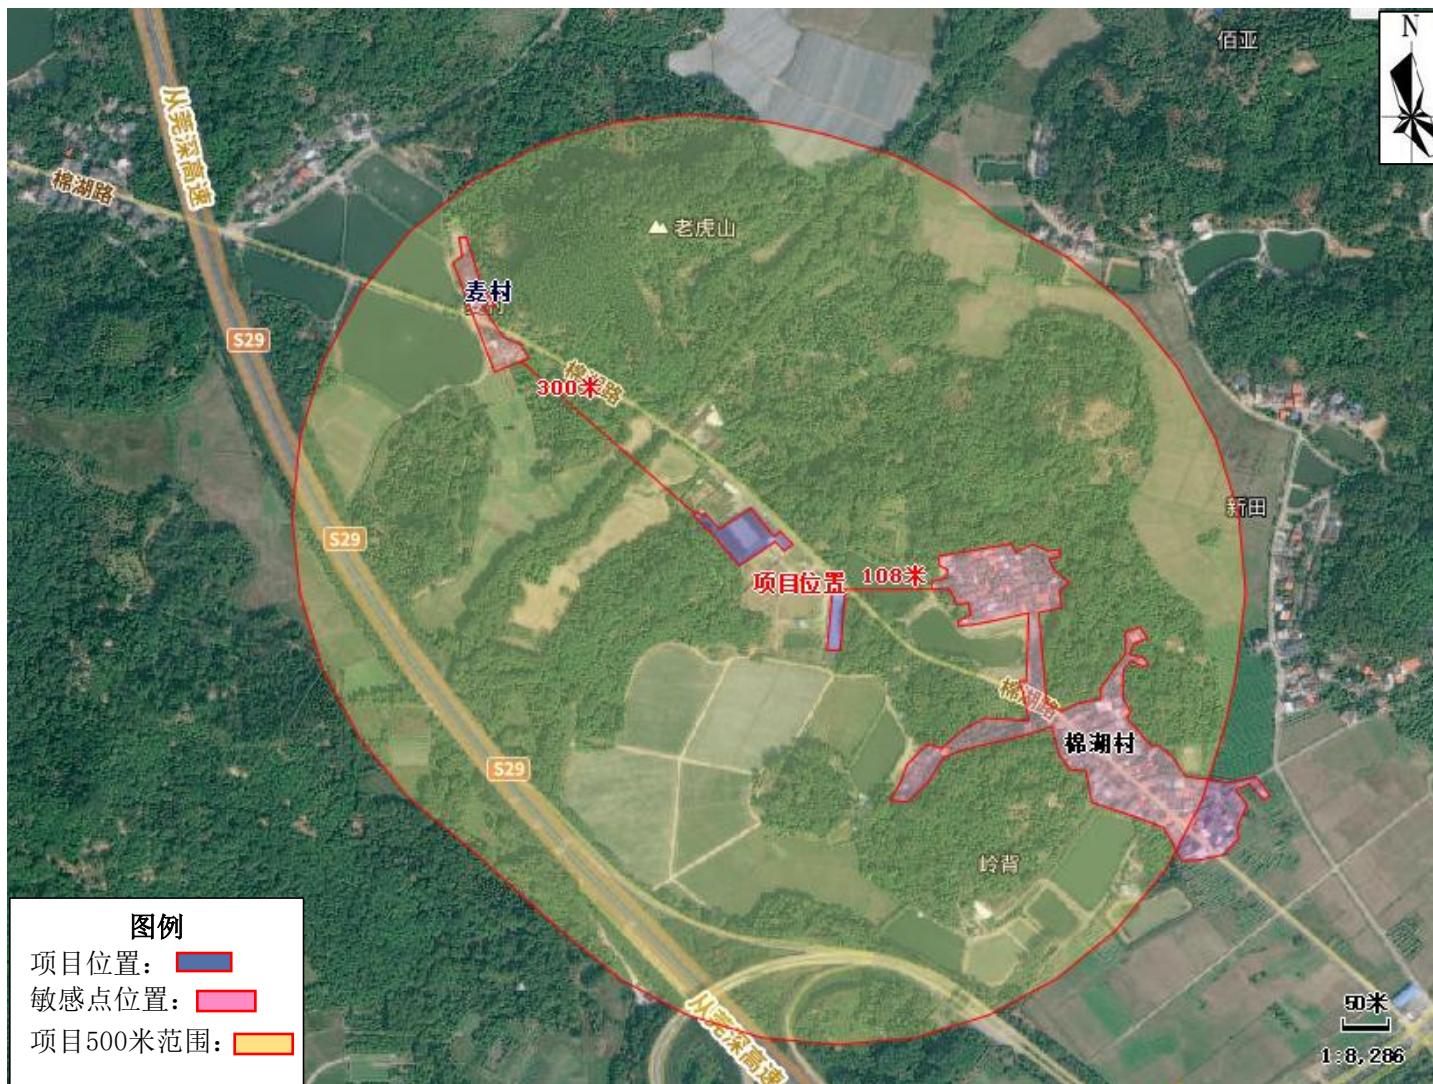 佰亚
N
从莞深高速
棉湖路
老虎山
麦村
S29
300米
棉湖路
新田
S29
项目位置
108米
棉湖路
棉湖村
S29
岭背
图例
项目位置：
敏感点位置：
项目500米范围：
从莞深高速
50米
1:8,286